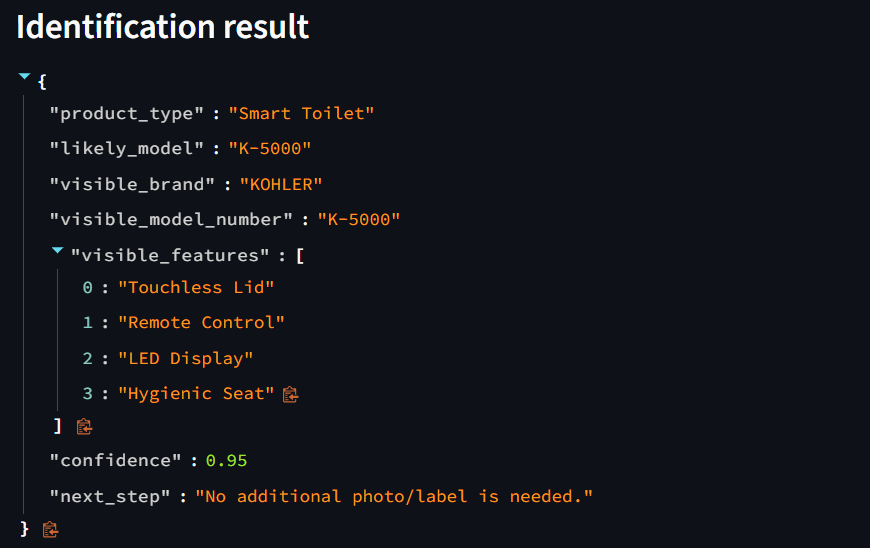 Identification result
{
"product_type" : "Smart Toilet"
"likely_model" : "K-5000"
"visible_brand" : "KOHLER"
"visible_model_number" : "K-5000"
"visible_features" : [
0 : "Touchless Lid"
1 : "Remote Control"
2 : "LED Display"
3 : "Hygienic Seat"
]
"confidence" : 0.95
"next_step" : "No additional photo/label is needed."
}